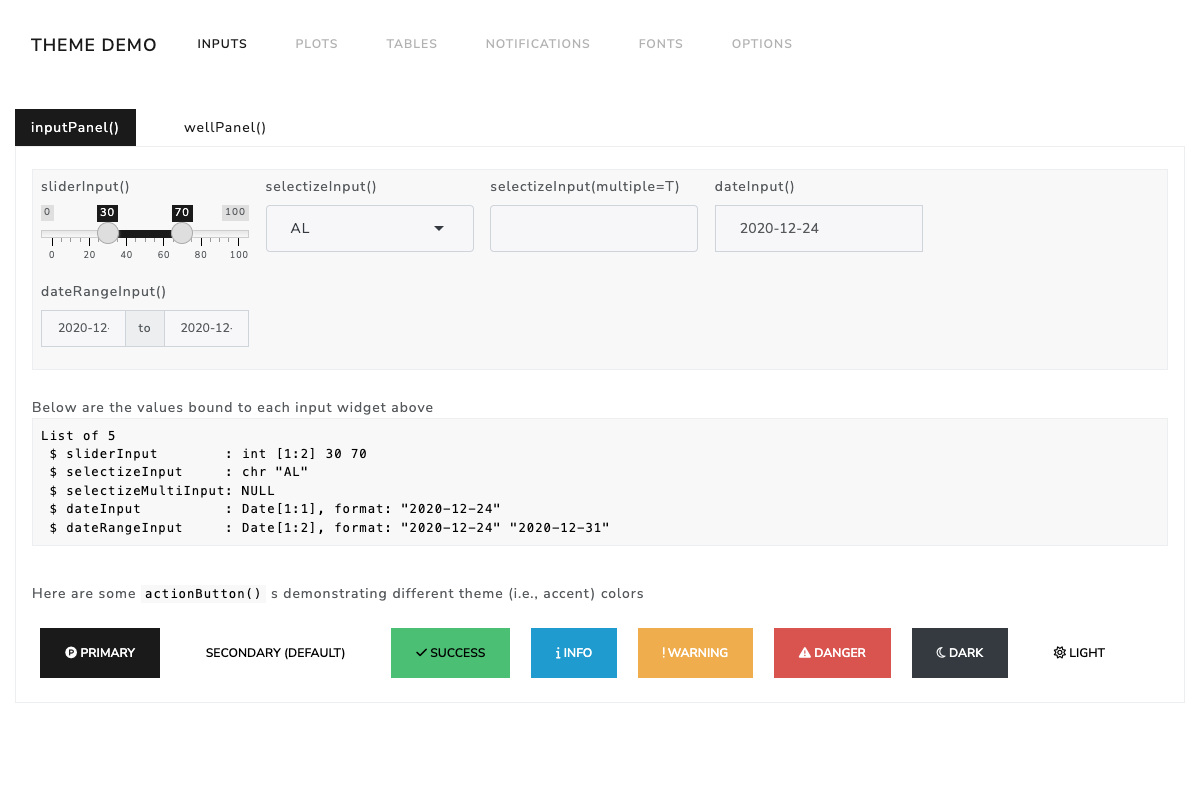 THEME DEMO INPUTS PLOTS TABLES NOTIFICATIONS FONTS OPTIONS
inputPanel() wellPanel()
sliderInput() selectizeInput() selectizeInput(multiple=T) dateInput()
0 30 70 100
AL 2020-12-24
0 20 40 60 80 100
dateRangeInput()
2020-12- to 2020-12-
Below are the values bound to each input widget above
List of 5
 $ sliderInput        : int [1:2] 30 70
 $ selectizeInput     : chr "AL"
 $ selectizeMultiInput: NULL
 $ dateInput          : Date[1:1], format: "2020-12-24"
 $ dateRangeInput     : Date[1:2], format: "2020-12-24" "2020-12-31"
Here are some actionButton() s demonstrating different theme (i.e., accent) colors
PRIMARY SECONDARY (DEFAULT) SUCCESS INFO WARNING DANGER DARK LIGHT